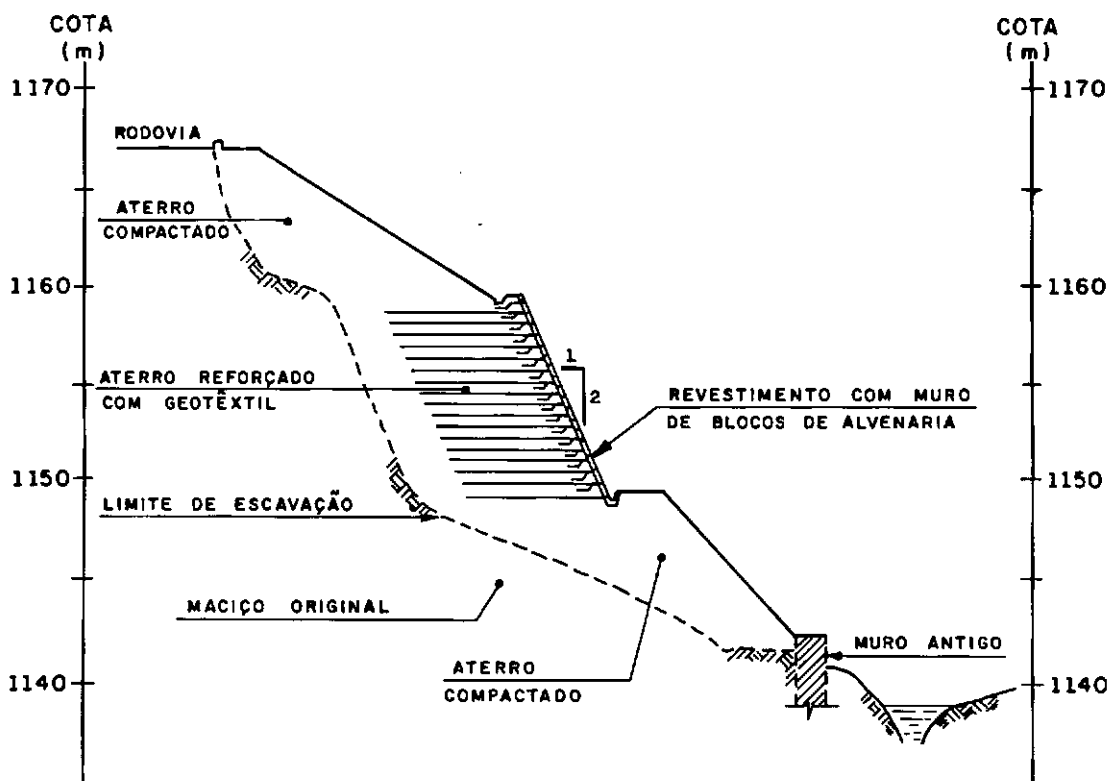 COTA
(m)
COTA
(m)
1170
1170
RODOVIA
ATERRO
COMPACTADO
1160
1160
1
2
ATERRO REFORÇADO
COM GEOTÊXTIL
REVESTIMENTO COM MURO
DE BLOCOS DE ALVENARIA
1150
1150
LIMITE DE ESCAVAÇÃO
MACIÇO ORIGINAL
MURO ANTIGO
ATERRO
COMPACTADO
1140
1140